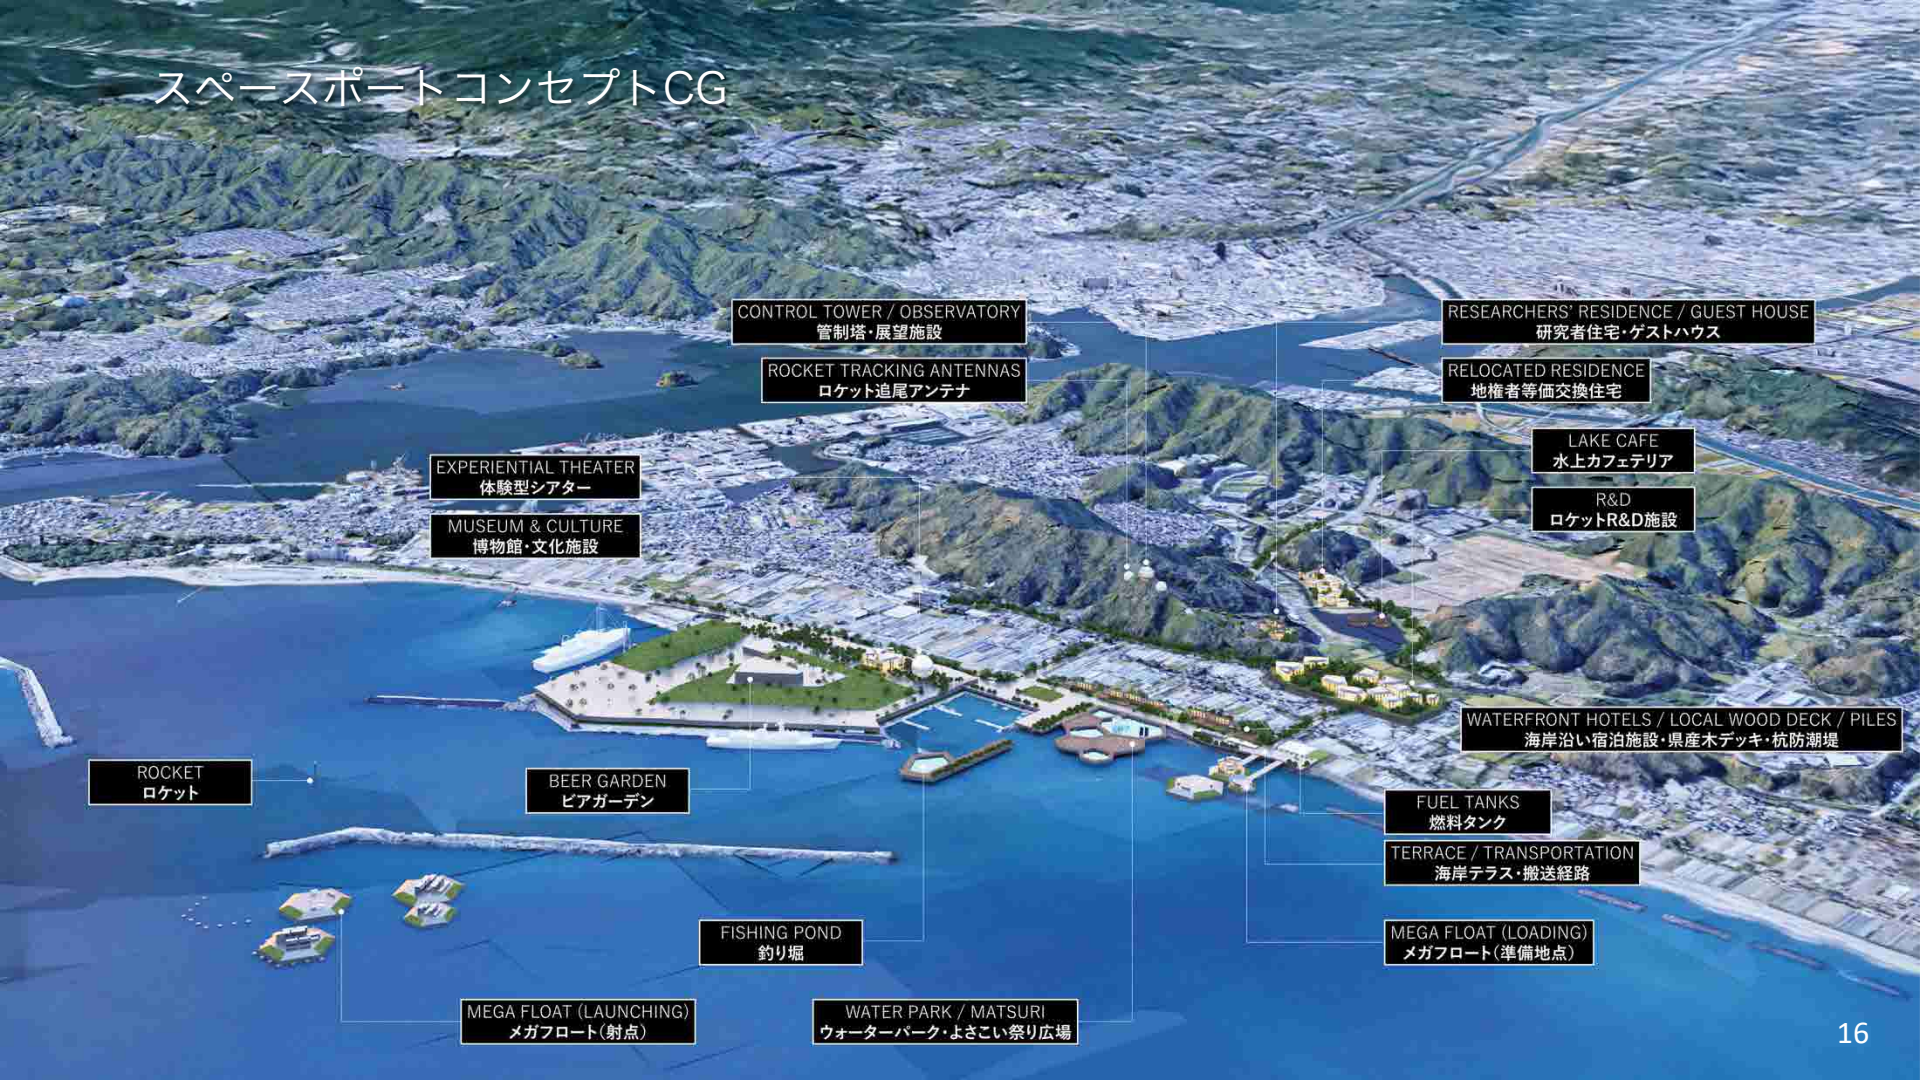 スペースポートコンセプトCG
CONTROL TOWER / OBSERVATORY
管制塔・展望施設
ROCKET TRACKING ANTENNAS
ロケット追尾アンテナ
RESEARCHERS' RESIDENCE / GUEST HOUSE
研究者住宅・ゲストハウス
RELOCATED RESIDENCE
地権者等価交換住宅
LAKE CAFE
水上カフェテリア
R&D
ロケットR&D施設
EXPERIENTIAL THEATER
体験型シアター
MUSEUM & CULTURE
博物館・文化施設
WATERFRONT HOTELS / LOCAL WOOD DECK / PILES
海岸沿い宿泊施設・県産木デッキ・杭防潮堤
ROCKET
ロケット
BEER GARDEN
ビアガーデン
FUEL TANKS
燃料タンク
TERRACE / TRANSPORTATION
海岸テラス・搬送経路
FISHING POND
釣り堀
MEGA FLOAT (LOADING)
メガフロート(準備地点)
MEGA FLOAT (LAUNCHING)
メガフロート(射点)
WATER PARK / MATSURI
ウォーターパーク・よさこい祭り広場
16